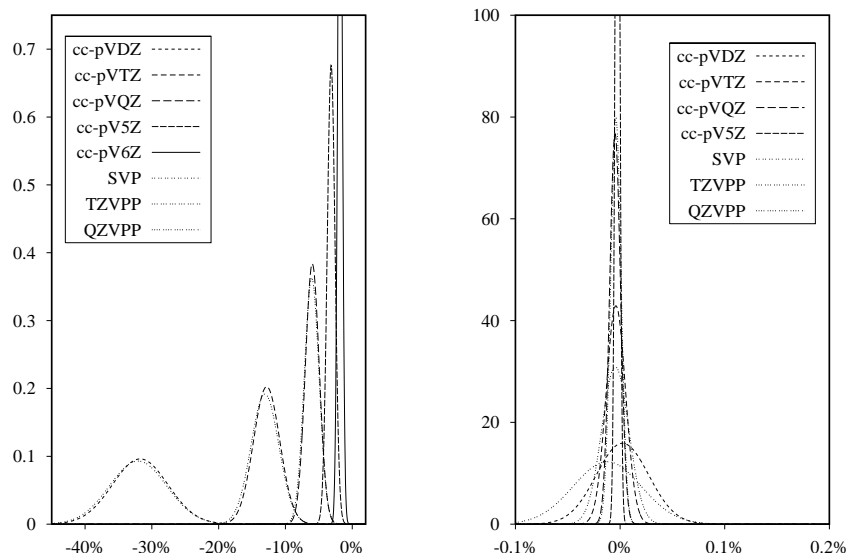 0.7
0.6
0.5
0.4
0.3
0.2
0.1
0
-40%
-30%
-20%
-10%
0%
cc-pVDZ
cc-pVTZ
cc-pVQZ
cc-pV5Z
cc-pV6Z
SVP
TZVPP
QZVPP
100
80
60
40
20
0
-0.1%
0%
0.1%
0.2%
cc-pVDZ
cc-pVTZ
cc-pVQZ
cc-pV5Z
SVP
TZVPP
QZVPP